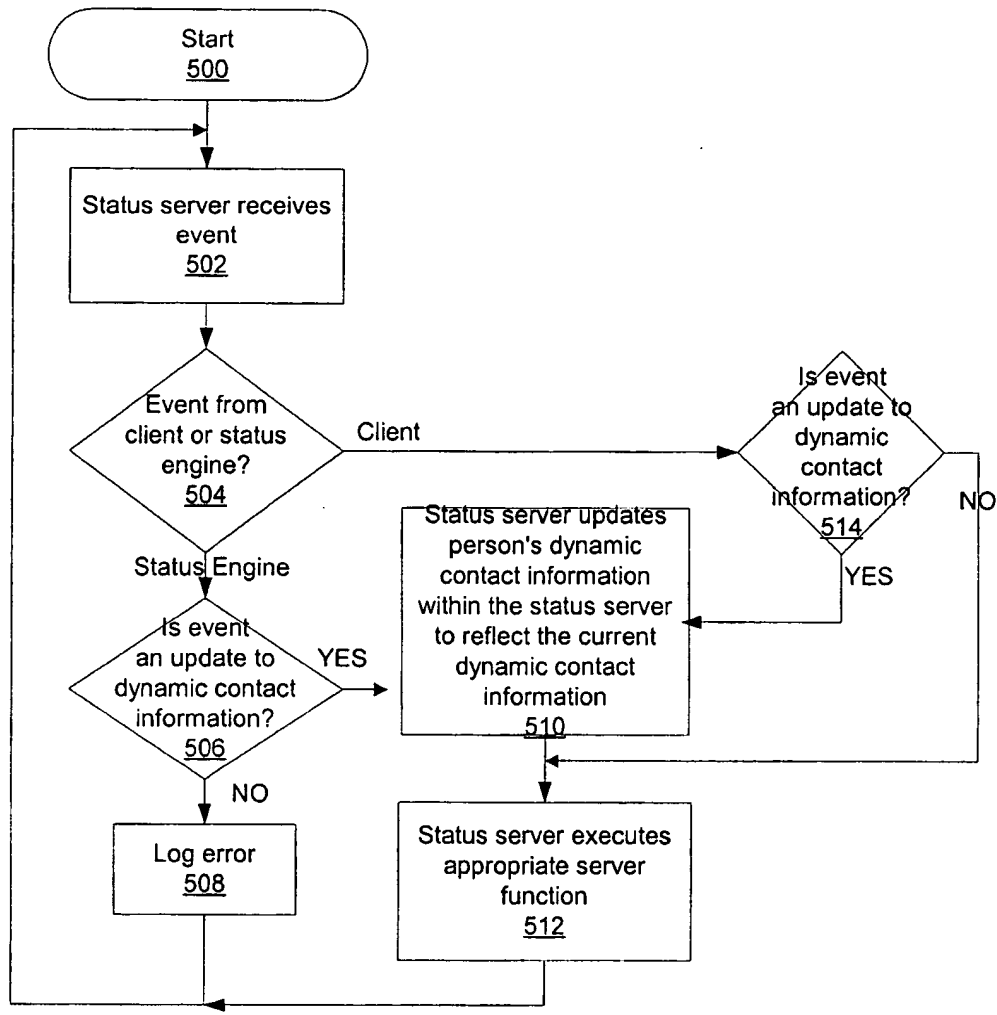 Start
500
Status server receives
event
502
Event from
client or status
engine?
504
Client
Is event
an update to
dynamic
contact
information?
514
NO
YES
Status Engine
Is event
an update to
dynamic contact
information?
506
YES
NO
Status server updates
person's dynamic
contact information
within the status server
to reflect the current
dynamic contact
information
510
Log error
508
Status server executes
appropriate server
function
512